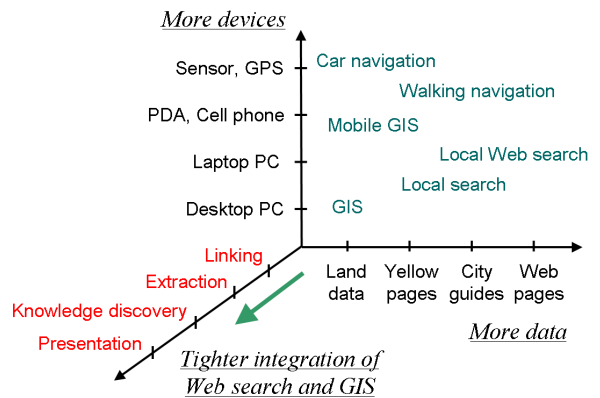 More devices
Sensor, GPS
Car navigation
Walking navigation
PDA, Cell phone
Mobile GIS
Laptop PC
Local Web search
Local search
Desktop PC
GIS
Linking
Extraction
Knowledge discovery
Presentation
Land
data
Yellow
pages
City
guides
Web
pages
More data
Tighter integration of
Web search and GIS